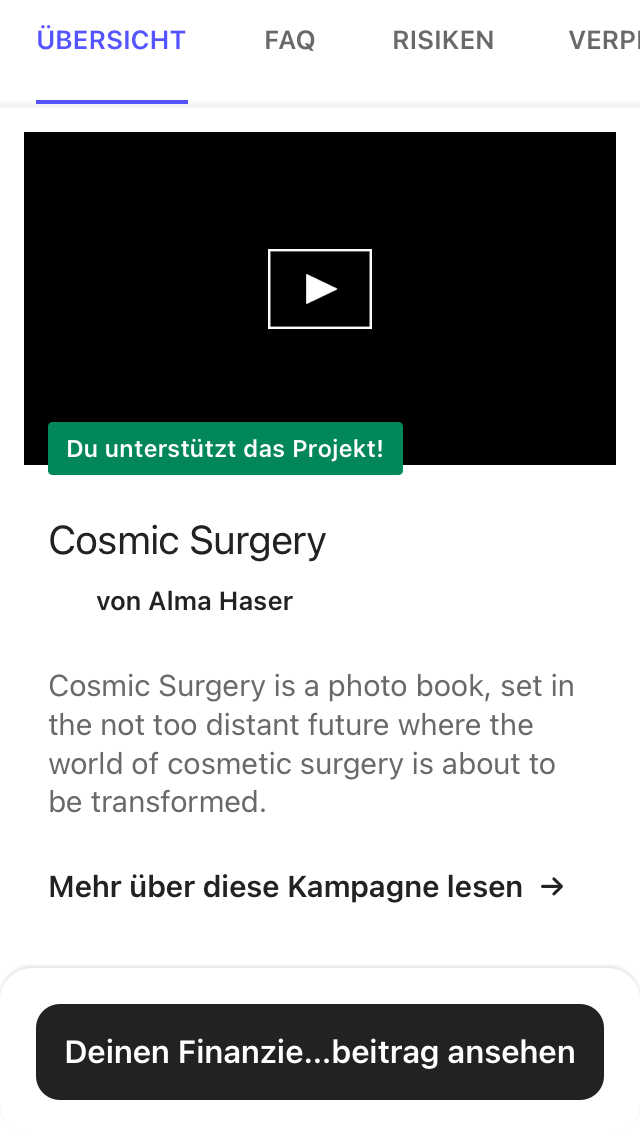 ÜBERSICHT FAQ RISIKEN VERPF
Du unterstützt das Projekt!
Cosmic Surgery
von Alma Haser
Cosmic Surgery is a photo book, set in
the not too distant future where the
world of cosmetic surgery is about to
be transformed.
Mehr über diese Kampagne lesen →
Deinen Finanzie...beitrag ansehen